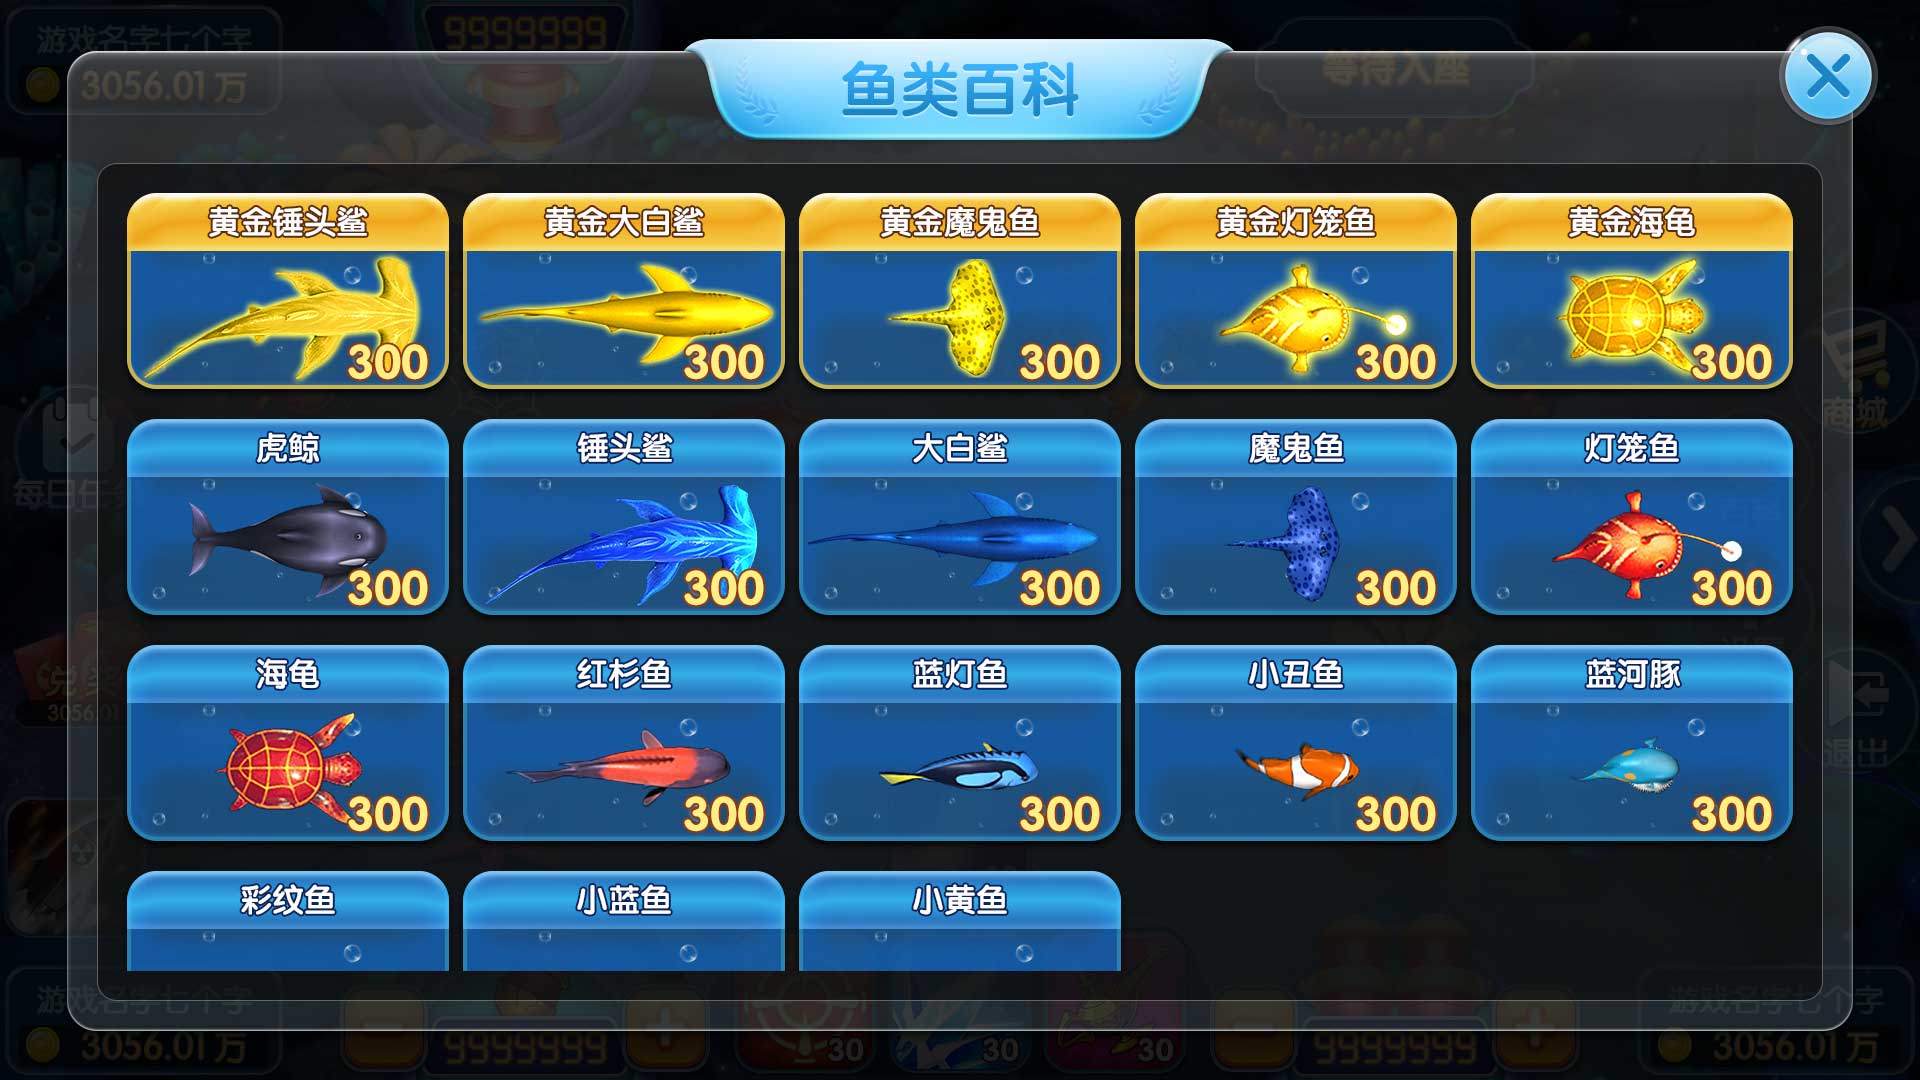 游戏名字七个字
9999999
3056.01万
等待入座
鱼类百科
黄金锤头鲨
黄金大白鲨
黄金魔鬼鱼
黄金灯笼鱼
黄金海龟
300
300
300
300
300
商城
虎鲸
锤头鲨
大白鲨
魔鬼鱼
灯笼鱼
每日任务
300
300
300
300
300
海龟
红杉鱼
蓝灯鱼
小丑鱼
蓝河豚
兑奖
3056.01
退出
300
300
300
300
300
彩纹鱼
小蓝鱼
小黄鱼
游戏名字七个字
3056.01万
9999999
30
30
30
9999999
游戏名字七个字
3056.01万